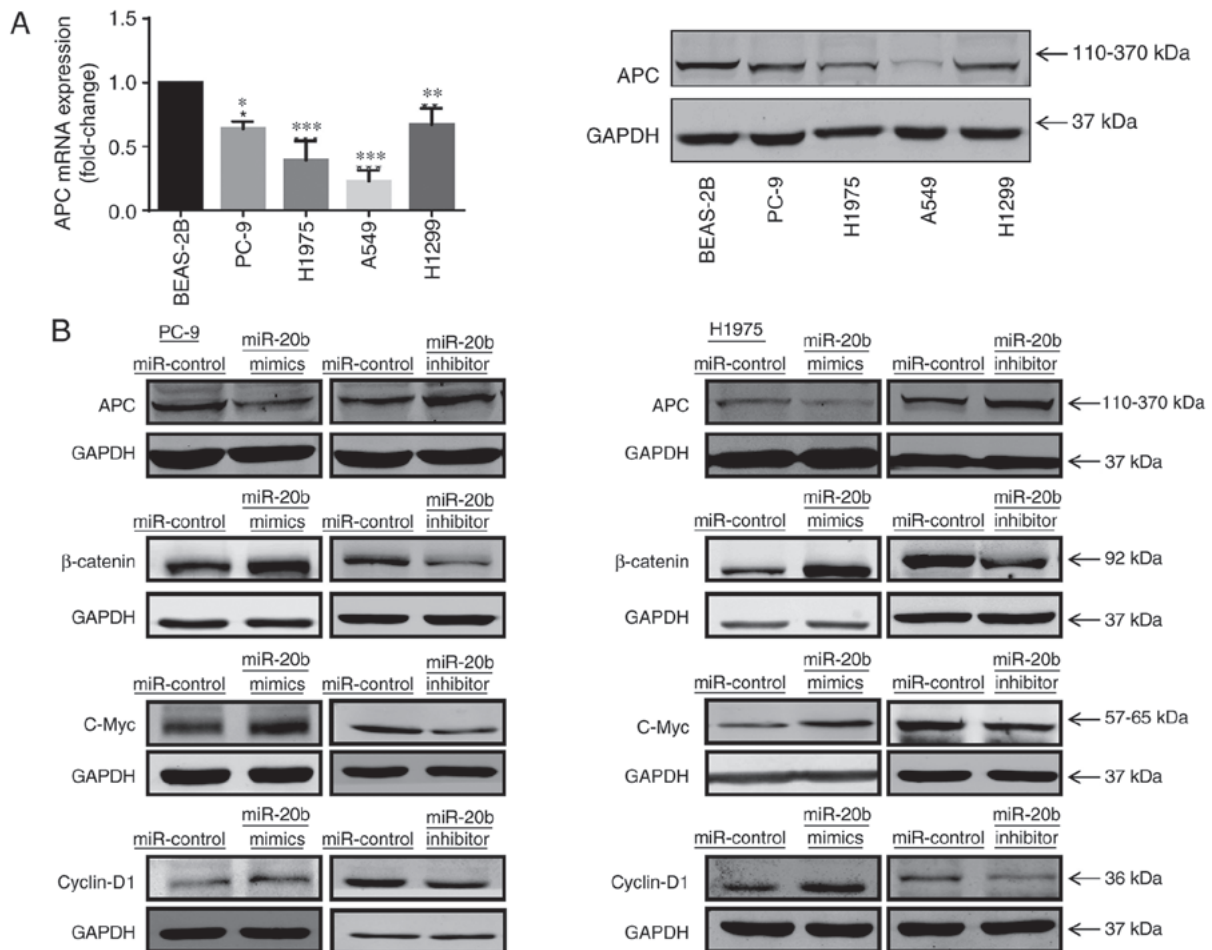 A
APC mRNA expression
(fold-change)
1.5
1.0
0.5
0.0
*
*
***
***
**
BEAS-2B
PC-9
H1975
A549
H1299
APC
110-370 kDa
GAPDH
37 kDa
BEAS-2B
PC-9
H1975
A549
H1299
B
PC-9
miR-control miR-20b mimics miR-control miR-20b inhibitor
APC
GAPDH
miR-control miR-20b mimics miR-control miR-20b inhibitor
β-catenin
GAPDH
miR-control miR-20b mimics miR-control miR-20b inhibitor
C-Myc
GAPDH
miR-control miR-20b mimics miR-control miR-20b inhibitor
Cyclin-D1
GAPDH
H1975
miR-control miR-20b mimics miR-control miR-20b inhibitor
APC 110-370 kDa
GAPDH 37 kDa
miR-control miR-20b mimics miR-control miR-20b inhibitor
β-catenin 92 kDa
GAPDH 37 kDa
miR-control miR-20b mimics miR-control miR-20b inhibitor
C-Myc 57-65 kDa
GAPDH 37 kDa
miR-control miR-20b mimics miR-control miR-20b inhibitor
Cyclin-D1 36 kDa
GAPDH 37 kDa